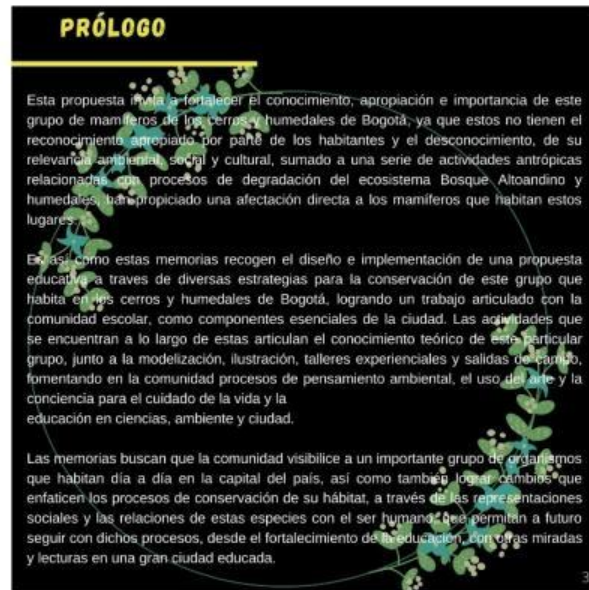 PRÓLOGO
Esta propuesta invita a fortalecer el conocimiento, apropiación e importancia de este
grupo de mamíferos de los cerros y humedales de Bogotá, ya que estos no tienen el
reconocimiento apropiado por parte de los habitantes y el desconocimiento, de su
relevancia ambiental, social y cultural, sumado a una serie de actividades antrópicas
relacionadas con procesos de degradación del ecosistema Bosque Altoandino y
humedales, han propiciado una afectación directa a los mamíferos que habitan estos
lugares.
Es así como estas memorias recogen el diseño e implementación de una propuesta
educativa a traves de diversas estrategias para la conservación de este grupo que
habita en los cerros y humedales de Bogotá, logrando un trabajo articulado con la
comunidad escolar, como componentes esenciales de la ciudad. Las actividades que
se encuentran a lo largo de estas articulan el conocimiento teórico de este particular
grupo, junto a la modelización, ilustración, talleres experienciales y salidas de campo,
fomentando en la comunidad procesos de pensamiento ambiental, el uso del arte y la
conciencia para el cuidado de la vida y la
educación en ciencias, ambiente y ciudad.
Las memorias buscan que la comunidad visibilice a un importante grupo de organismos
que habitan día a día en la capital del país, así como también lograr cambios que
enfaticen los procesos de conservación de su hábitat, a través de las representaciones
sociales y las relaciones de estas especies con el ser humano, que permitan a futuro
seguir con dichos procesos, desde el fortalecimiento de la educación, con otras miradas
y lecturas en una gran ciudad educada.
3